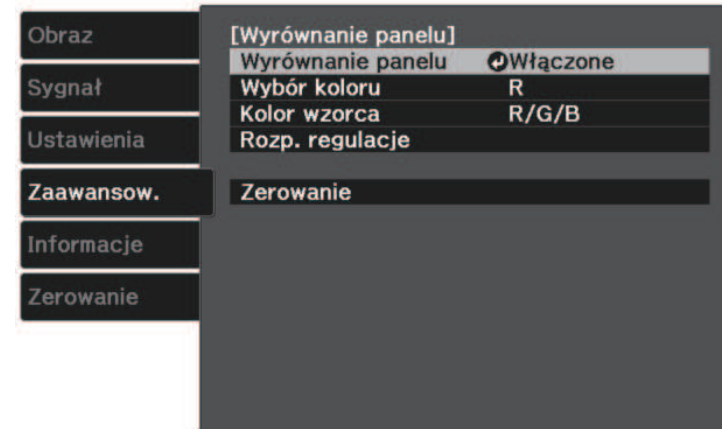 Obraz
Sygnał
Ustawienia
Zaawansow.
Informacje
Zerowanie
[Wyrównanie panelu]
Wyrównanie panelu Włączone
Wybór koloru R
Kolor wzorca R/G/B
Rozp. regulacje
Zerowanie